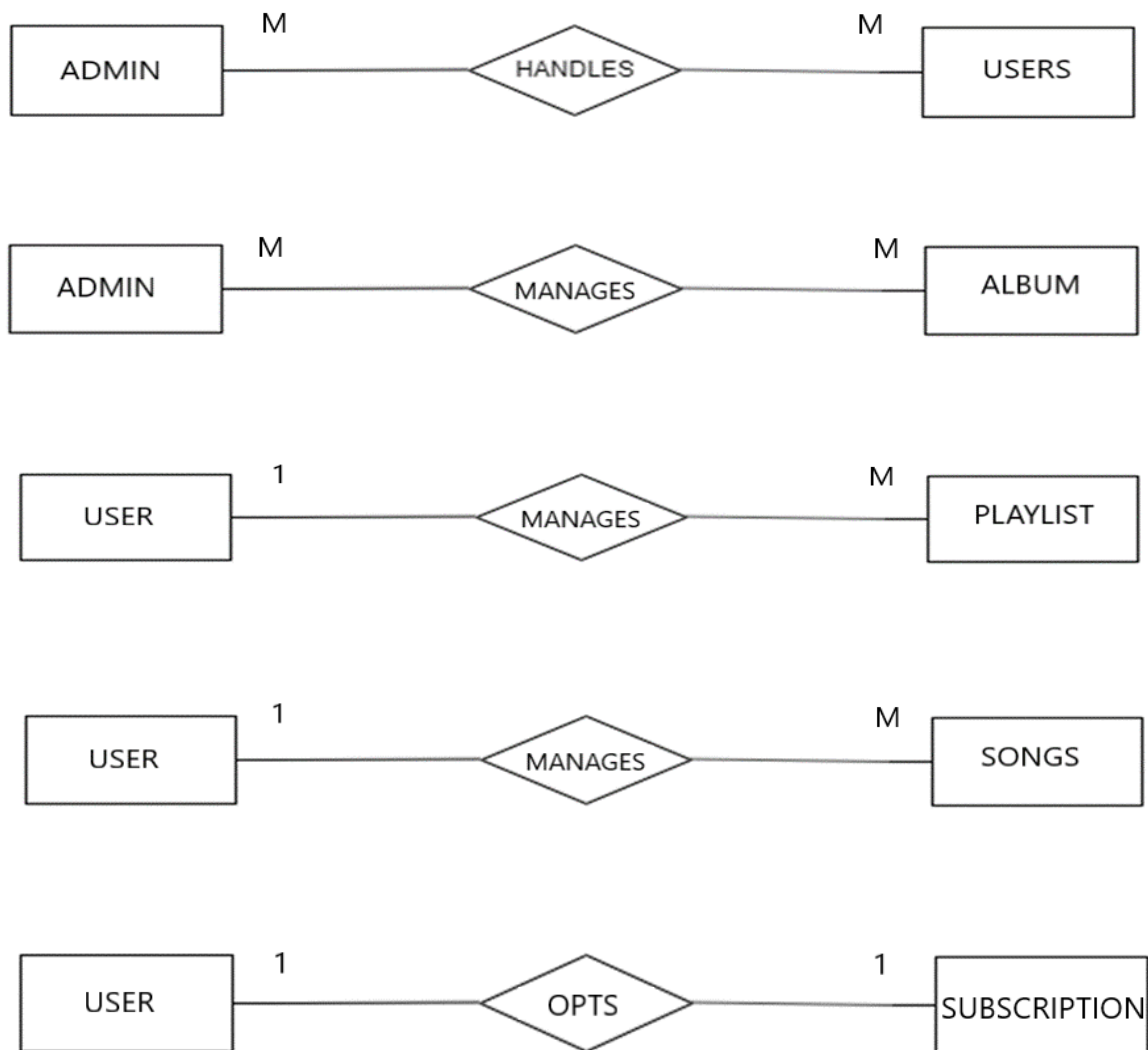 M M
ADMIN HANDLES USERS
M M
ADMIN MANAGES ALBUM
1 M
USER MANAGES PLAYLIST
1 M
USER MANAGES SONGS
1 1
USER OPTS SUBSCRIPTION